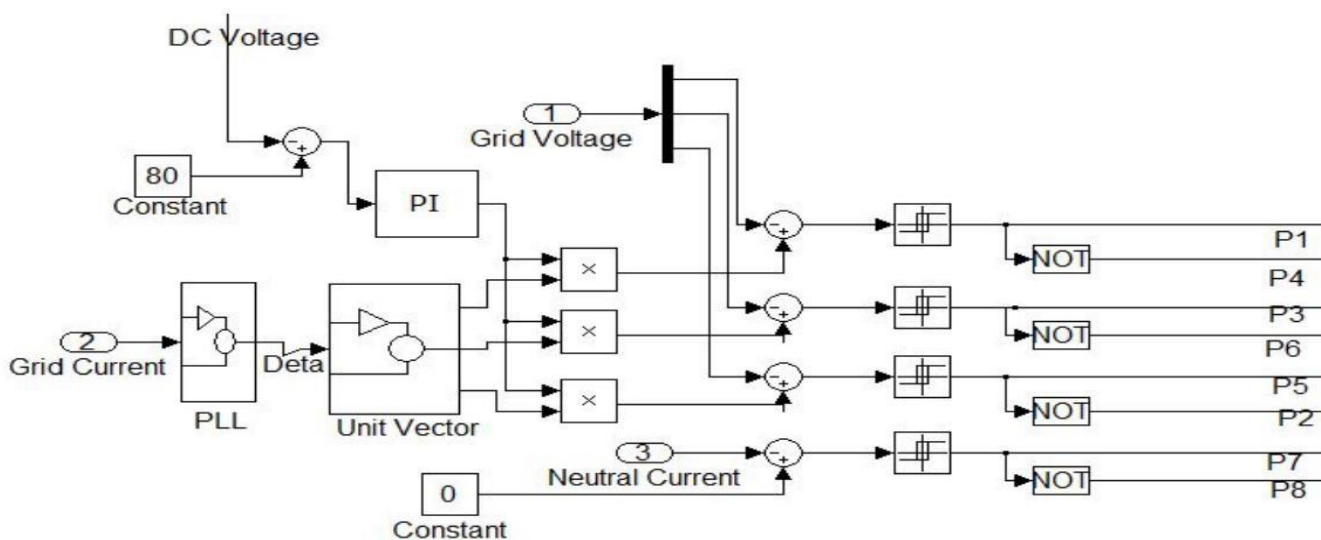 DC Voltage
1
Grid Voltage
-
+
80
Constant
PI
-
+
P1
×
NOT
P4
2
Grid Current
Deta
PLL
Unit Vector
×
-
+
P3
NOT
P6
×
-
+
P5
NOT
P2
3
Neutral Current
-
+
P7
0
Constant
NOT
P8